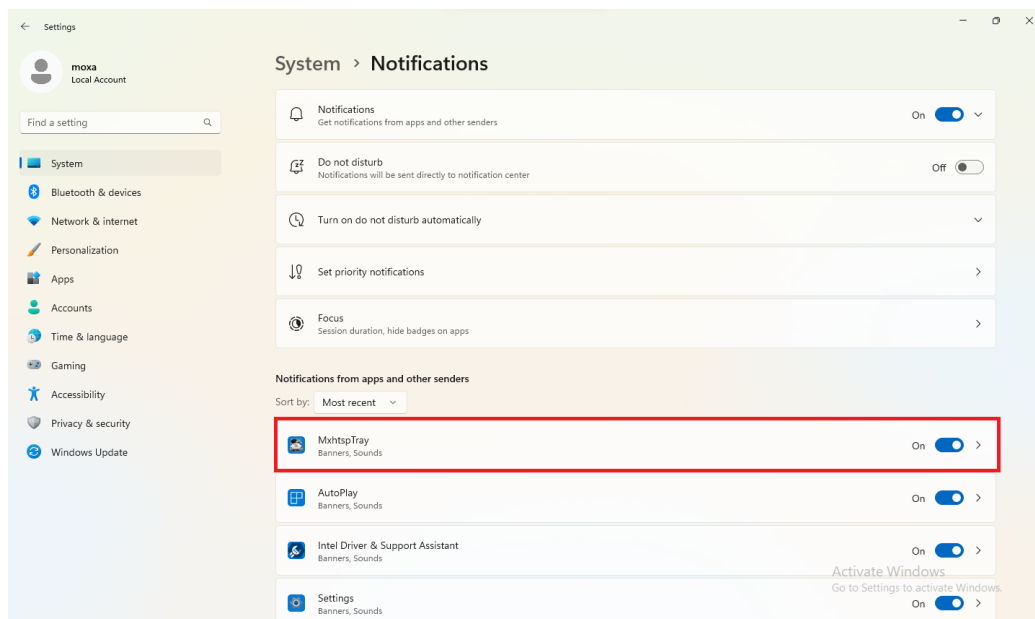 Settings
moxa
Local Account
Find a setting
System
Bluetooth & devices
Network & internet
Personalization
Apps
Accounts
Time & language
Gaming
Accessibility
Privacy & security
Windows Update
System > Notifications
Notifications
Get notifications from apps and other senders
On
Do not disturb
Notifications will be sent directly to notification center
Off
Turn on do not disturb automatically
Set priority notifications
Focus
Session duration, hide badges on apps
Notifications from apps and other senders
Sort by: Most recent
MxhtspTray
Banners, Sounds
On
AutoPlay
Banners, Sounds
On
Intel Driver & Support Assistant
Banners, Sounds
On
Settings
Banners, Sounds
On
Activate Windows
Go to Settings to activate Windows.